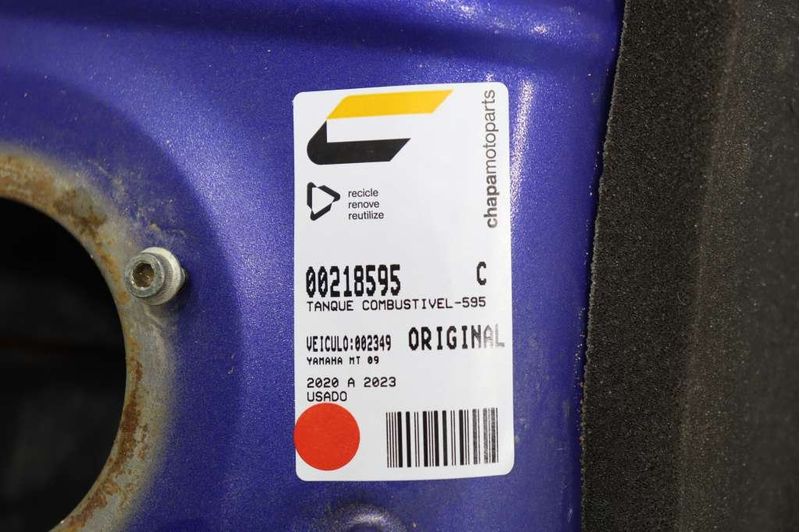 chapamotoparts
recicle
renove
reutilize
00218595 C
TANQUE COMBUSTIVEL-595
VEICULO:002349 ORIGINAL
YAMAHA MT 09
2020 A 2023
USADO